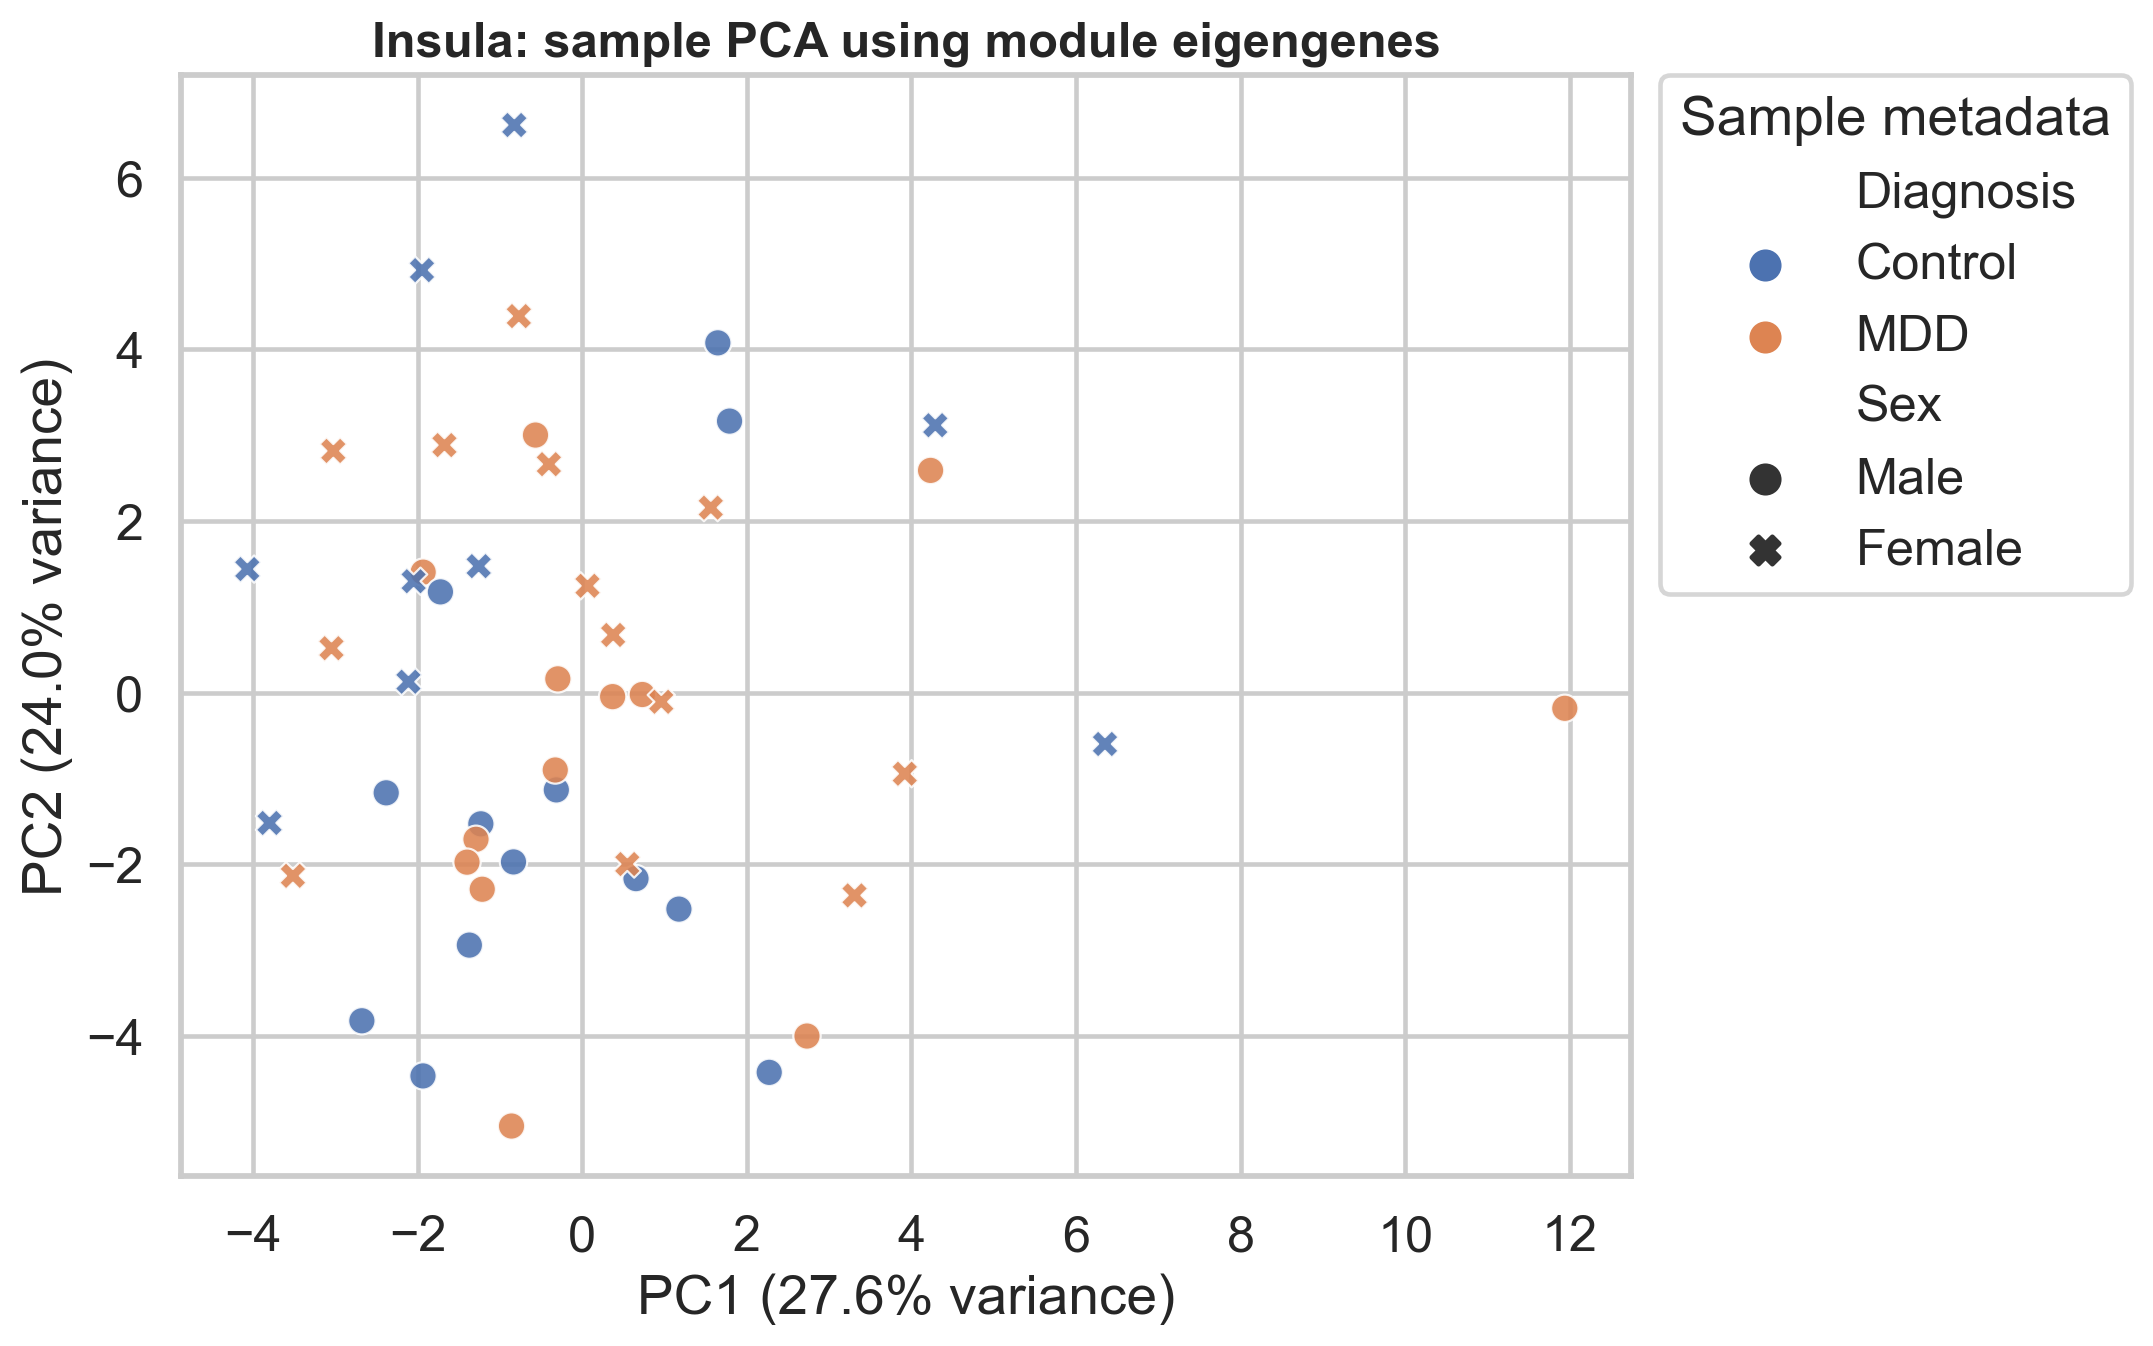 Insula: sample PCA using module eigengenes
Sample metadata
Diagnosis
Control
MDD
Sex
Male
Female
PC2 (24.0% variance)
6
4
2
0
−2
−4
−4 −2 0 2 4 6 8 10 12
PC1 (27.6% variance)